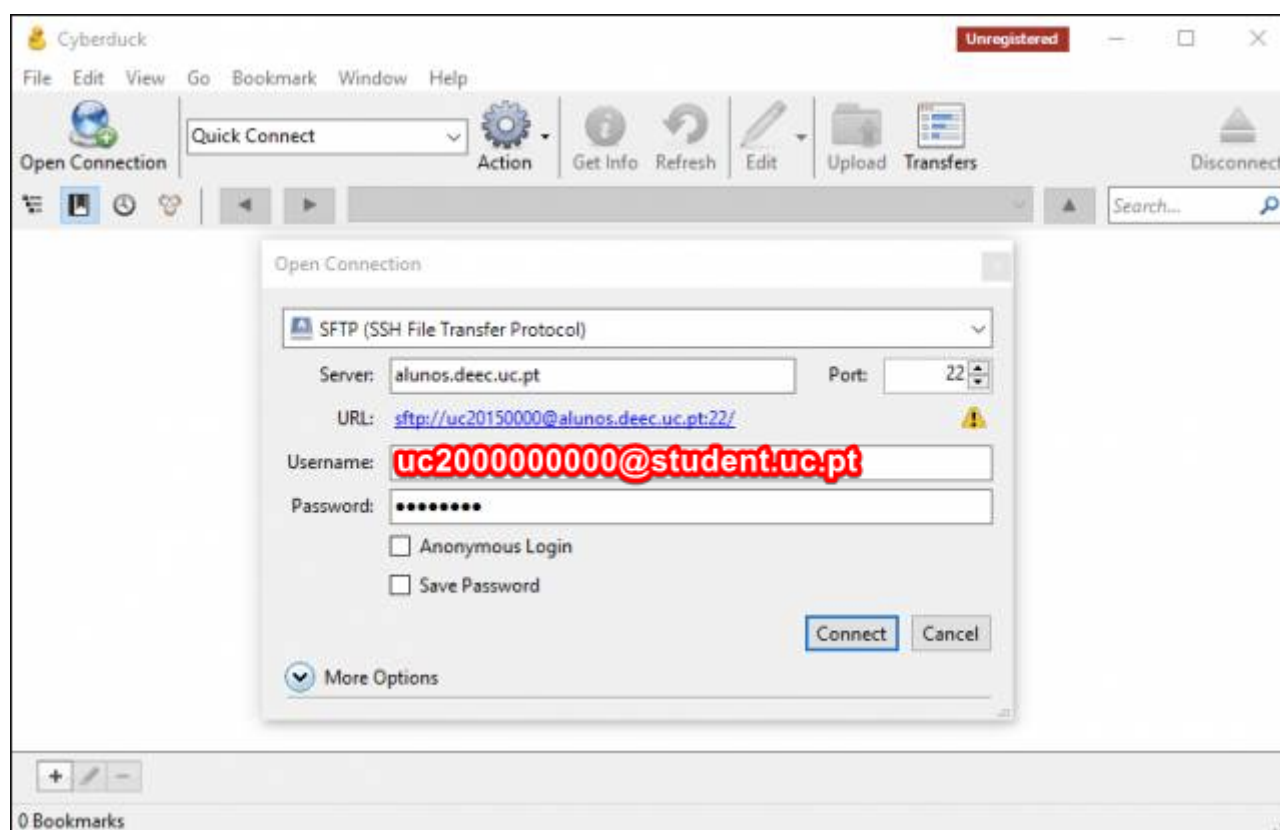 Cyberduck Unregistered
File Edit View Go Bookmark Window Help
Quick Connect
Open Connection Action Get Info Refresh Edit Upload Transfers Disconnect
Search...
Open Connection
SFTP (SSH File Transfer Protocol)
Server: alunos.deec.uc.pt Port: 22
URL: sftp://uc20150000@alunos.deec.uc.pt:22/
Username: uc2000000000@student.uc.pt
Password: ••••••••
Anonymous Login
Save Password
Connect Cancel
More Options
0 Bookmarks